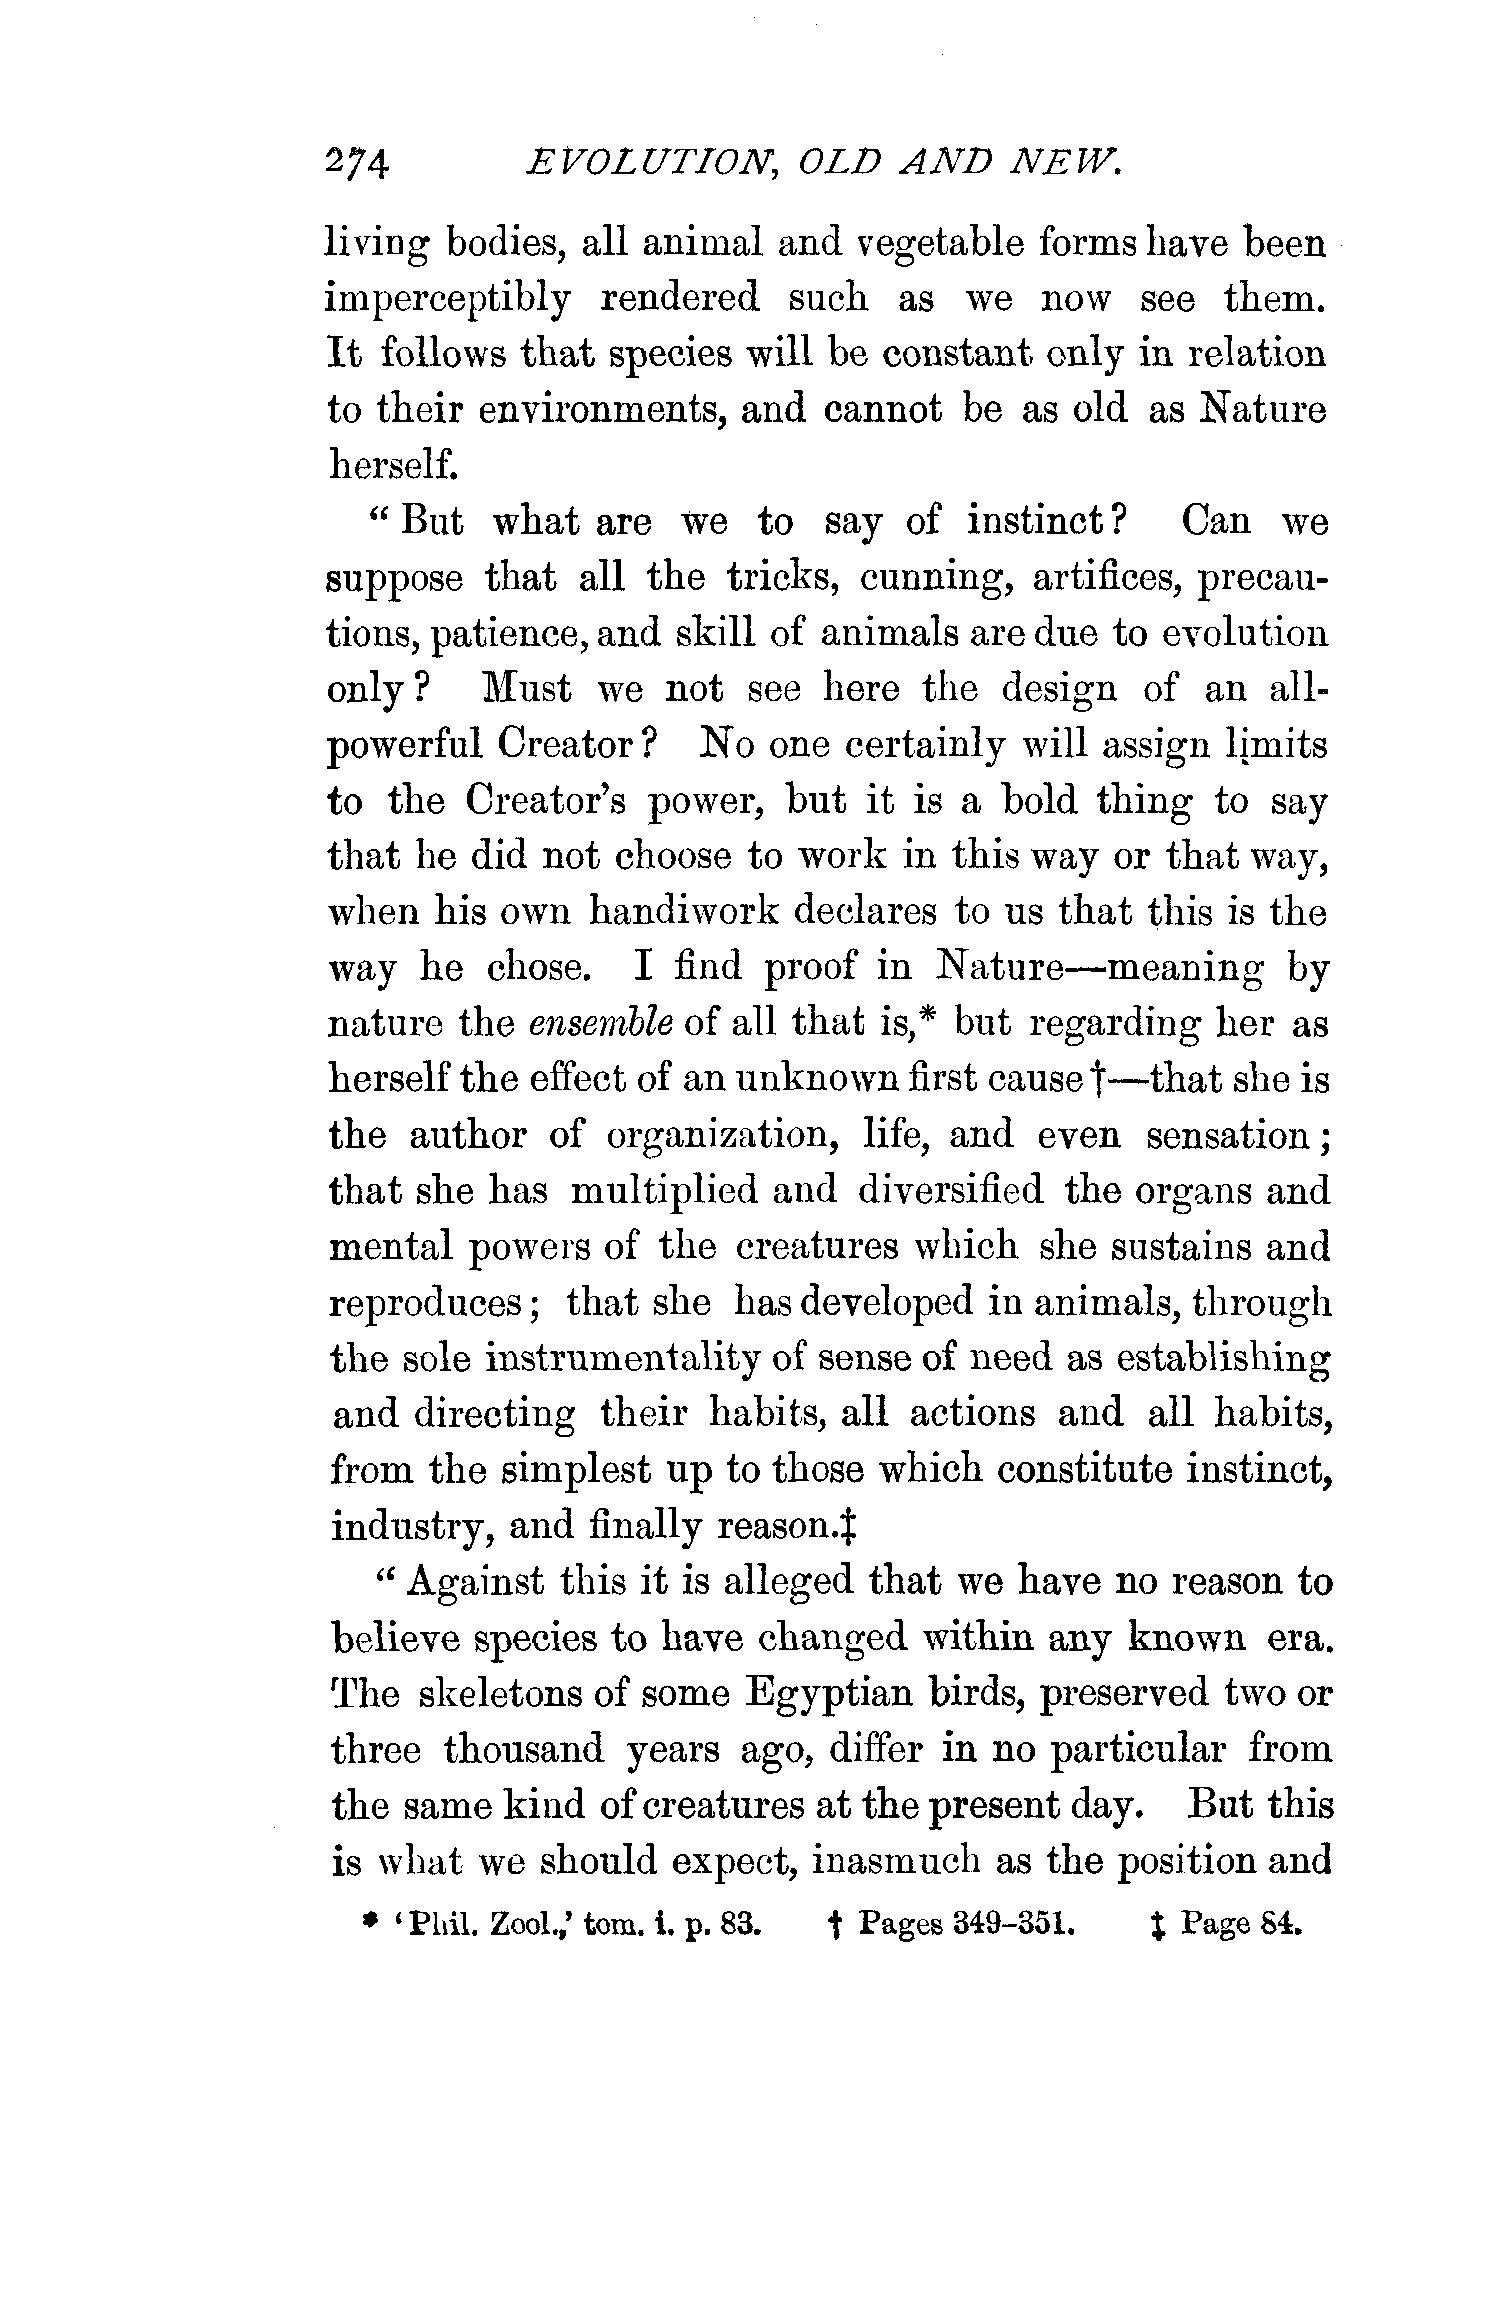 274 EVOLUTION, OLD AND NEW.
living bodies, all animal and vegetable forms have been
imperceptibly rendered such as we now see them.
It follows that species will be constant only in relation
to their environments, and cannot be as old as Nature
herself.
“ But what are we to say of instinct? Can we
suppose that all the tricks, cunning, artifices, precau-
tions, patience, and skill of animals are due to evolution
only? Must we not see here the design of an all-
powerful Creator? No one certainly will assign limits
to the Creator’s power, but it is a bold thing to say
that he did not choose to work in this way or that way,
when his own handiwork declares to us that this is the
way he chose. I find proof in Nature—meaning by
nature the ensemble of all that is,* but regarding her as
herself the effect of an unknown first cause †—that she is
the author of organization, life, and even sensation;
that she has multiplied and diversified the organs and
mental powers of the creatures which she sustains and
reproduces; that she has developed in animals, through
the sole instrumentality of sense of need as establishing
and directing their habits, all actions and all habits,
from the simplest up to those which constitute instinct,
industry, and finally reason.‡
“ Against this it is alleged that we have no reason to
believe species to have changed within any known era.
The skeletons of some Egyptian birds, preserved two or
three thousand years ago, differ in no particular from
the same kind of creatures at the present day. But this
is what we should expect, inasmuch as the position and
* ‘Phil. Zool.,’ tom. i. p. 83. † Pages 349–351. ‡ Page 84.